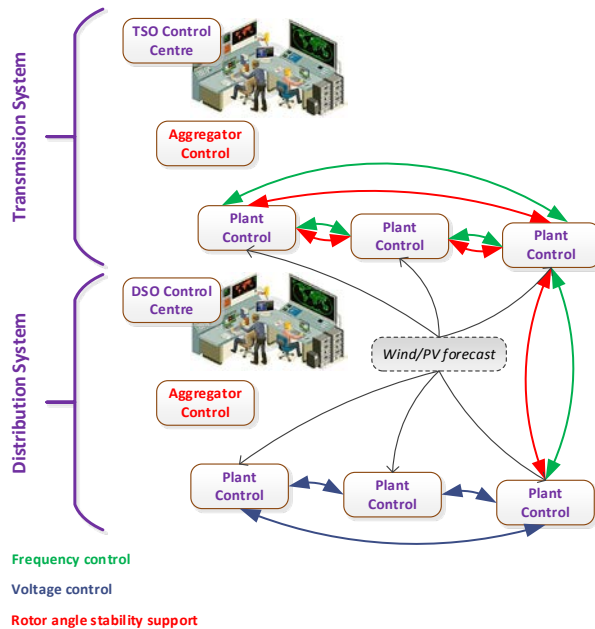 Transmission System
TSO Control
Centre
Aggregator
Control
Plant
Control
Plant
Control
Plant
Control
Distribution System
DSO Control
Centre
Wind/PV forecast
Aggregator
Control
Plant
Control
Plant
Control
Plant
Control
Frequency control
Voltage control
Rotor angle stability support